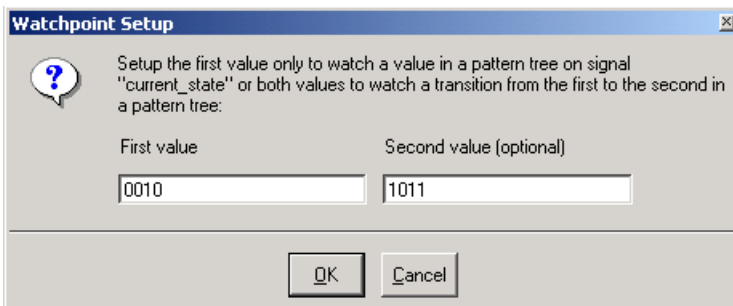 Watchpoint Setup
Setup the first value only to watch a value in a pattern tree on signal
"current_state" or both values to watch a transition from the first to the second in
a pattern tree:
First value Second value (optional)
0010 1011
OK Cancel